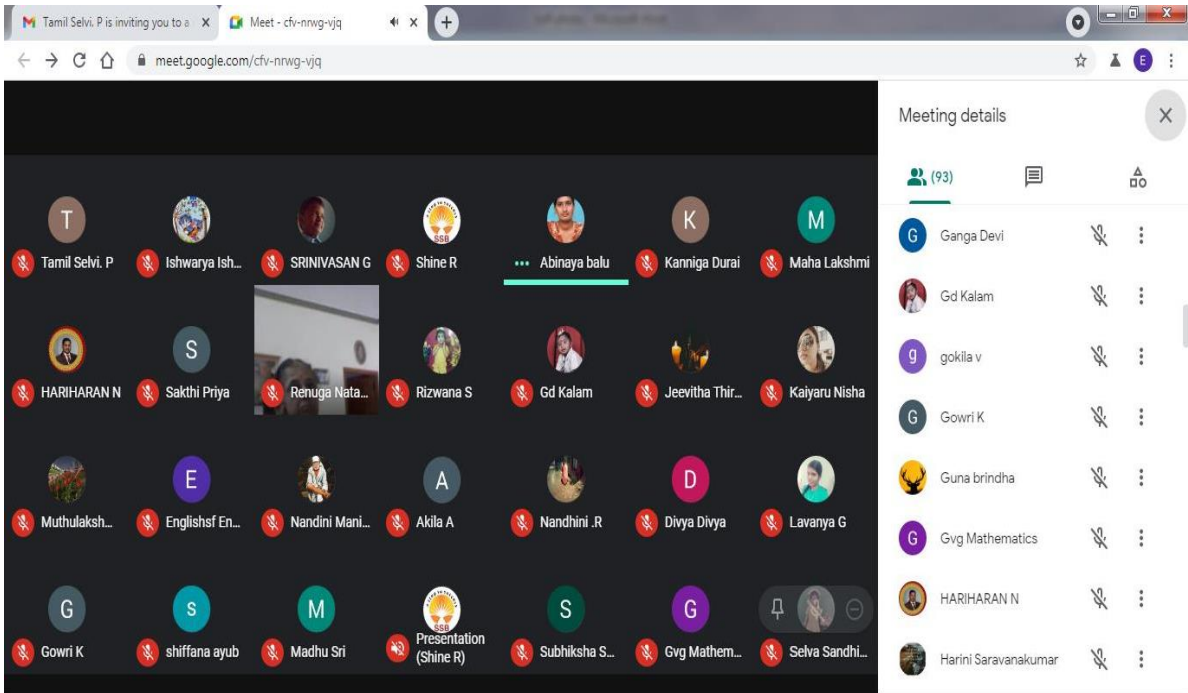 Tamil Selvi. P is inviting you to a
Meet - cfv-nrwg-vjq
E
meet.google.com/cfv-nrwg-vjq
Meeting details
(93)
T
SSB
K
M
Tamil Selvi. P
Ishwarya Ish...
SRINIVASAN G
Shine R
Abinaya balu
Kanniga Durai
Maha Lakshmi
S
HARIHARAN N
Sakthi Priya
Renuga Nata...
Rizwana S
Gd Kalam
Jeevitha Thir...
Kaiyaru Nisha
E
A
D
Muthulaksh...
Englishsf En...
Nandini Mani...
Akila A
Nandhini .R
Divya Divya
Lavanya G
G
s
M
SSB
S
G
Gowri K
shiffana ayub
Madhu Sri
Presentation
(Shine R)
Subhiksha S...
Gvg Mathem...
Selva Sandhi...
G
Ganga Devi
Gd Kalam
g
gokila v
G
Gowri K
Guna brindha
G
Gvg Mathematics
HARIHARAN N
Harini Saravanakumar